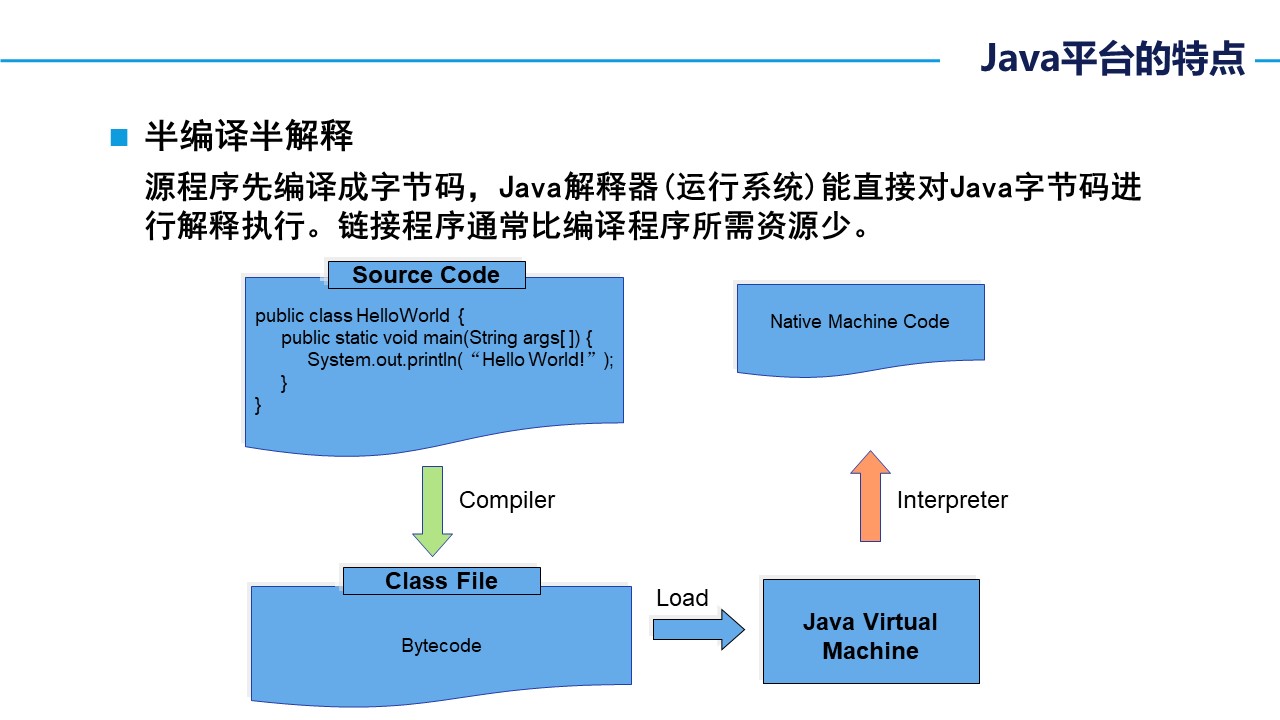 Java平台的特点
半编译半解释
源程序先编译成字节码，Java解释器(运行系统)能直接对Java字节码进
行解释执行。链接程序通常比编译程序所需资源少。
Source Code
public class HelloWorld {
public static void main(String args[ ]) {
System.out.println(“Hello World!”);
}
}
Native Machine Code
Compiler
Interpreter
Class File
Bytecode
Load
Java Virtual
Machine